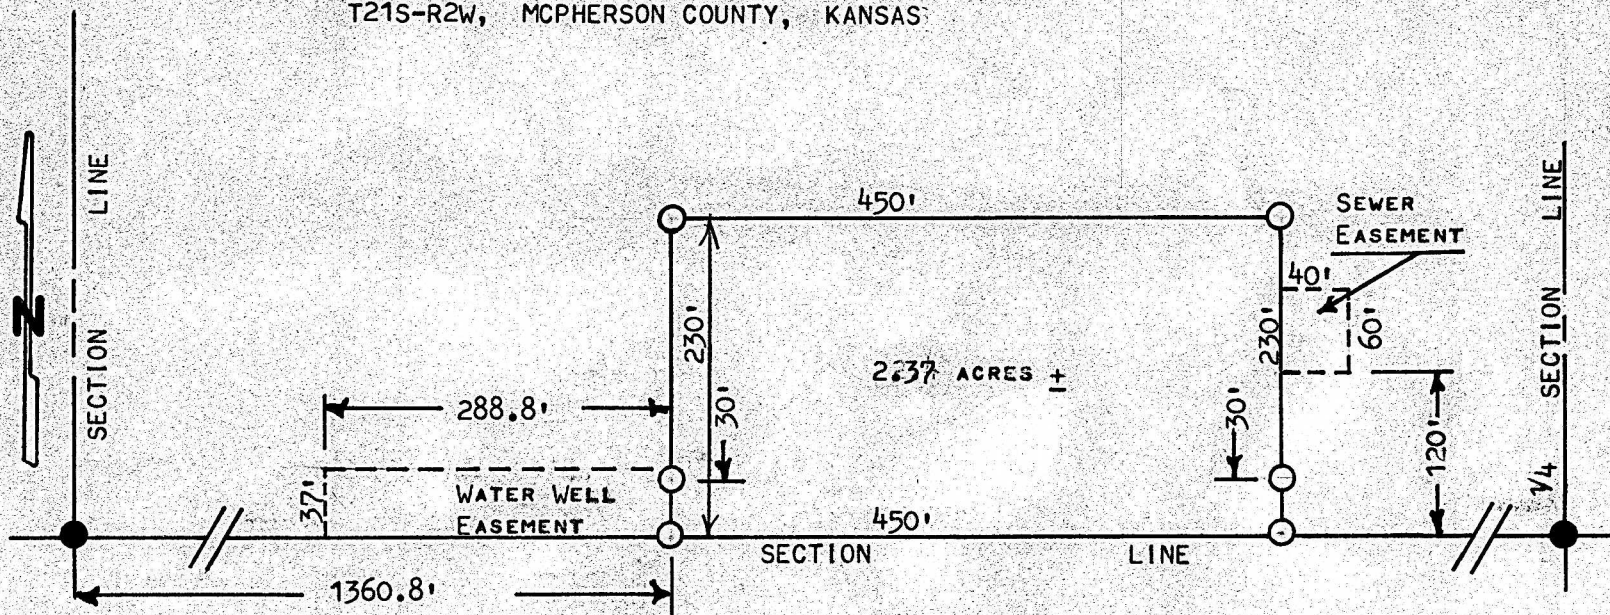 T21S-R2W, MCPHERSON COUNTY, KANSAS
SECTION LINE
N
450'
SEWER
EASEMENT
40'
60'
230'
230'
2.37 ACRES ±
288.8'
30'
30'
120'
37'
WATER WELL
EASEMENT
450'
SECTION LINE
1360.8'
1/4 SECTION LINE